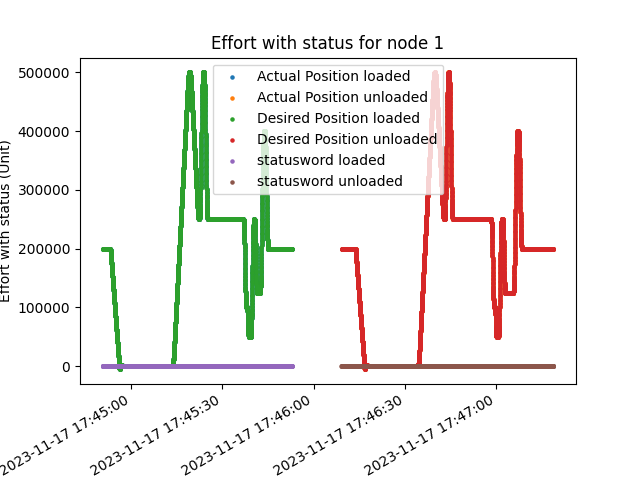 Effort with status for node 1
Effort with status (Unit)
500000
400000
300000
200000
100000
0
Actual Position loaded
Actual Position unloaded
Desired Position loaded
Desired Position unloaded
statusword loaded
statusword unloaded
2023-11-17 17:45:00
2023-11-17 17:45:30
2023-11-17 17:46:00
2023-11-17 17:46:30
2023-11-17 17:47:00